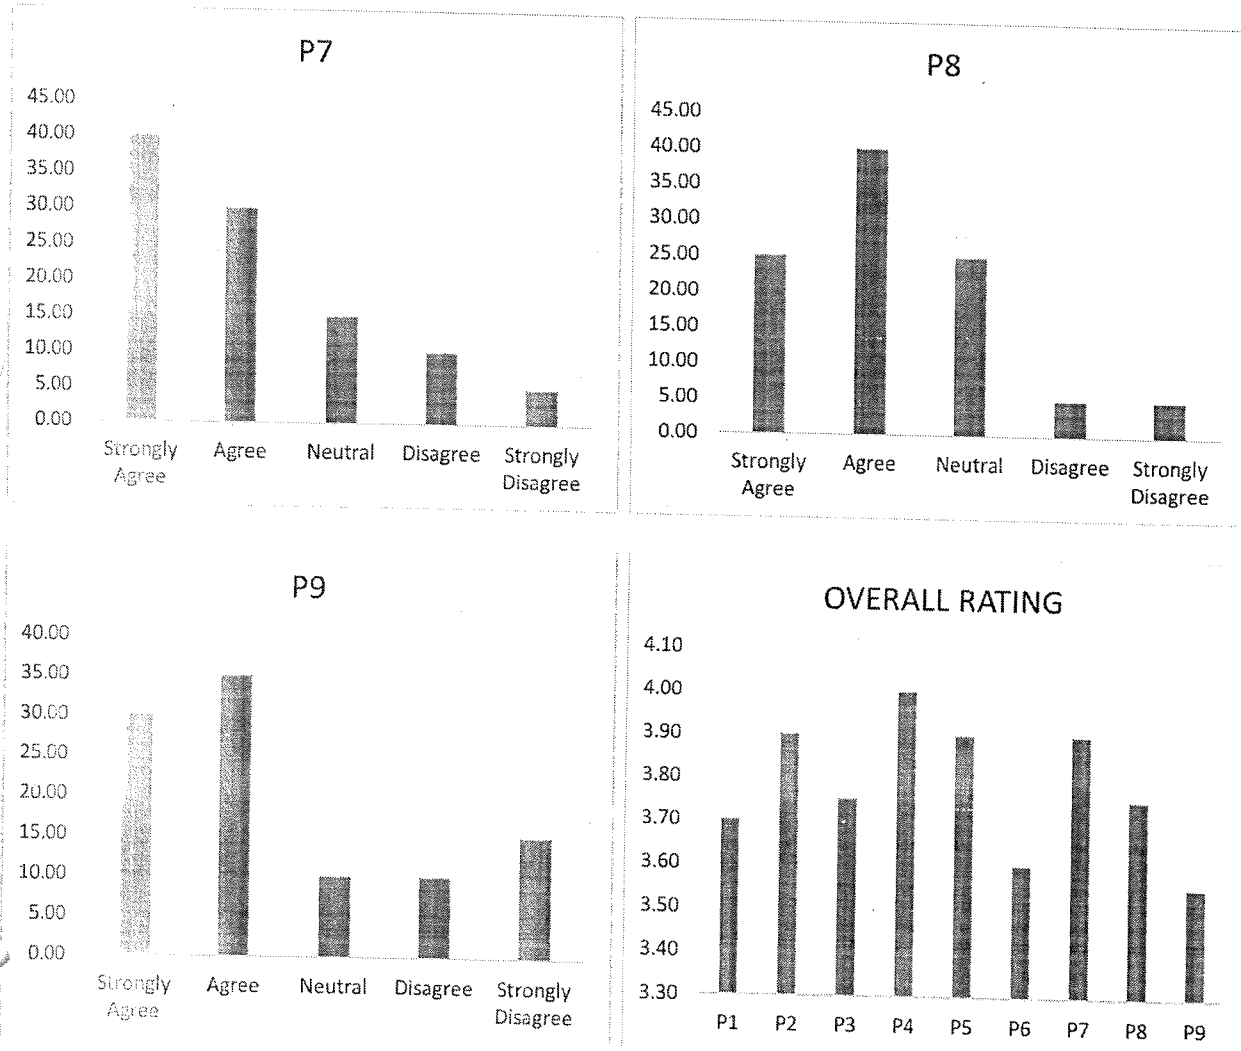 P7
45.00
40.00
35.00
30.00
25.00
20.00
15.00
10.00
5.00
0.00
Strongly Agree
Agree
Neutral
Disagree
Strongly Disagree
P8
45.00
40.00
35.00
30.00
25.00
20.00
15.00
10.00
5.00
0.00
Strongly Agree
Agree
Neutral
Disagree
Strongly Disagree
P9
40.00
35.00
30.00
25.00
20.00
15.00
10.00
5.00
0.00
Strongly Agree
Agree
Neutral
Disagree
Strongly Disagree
OVERALL RATING
4.10
4.00
3.90
3.80
3.70
3.60
3.50
3.40
3.30
P1 P2 P3 P4 P5 P6 P7 P8 P9